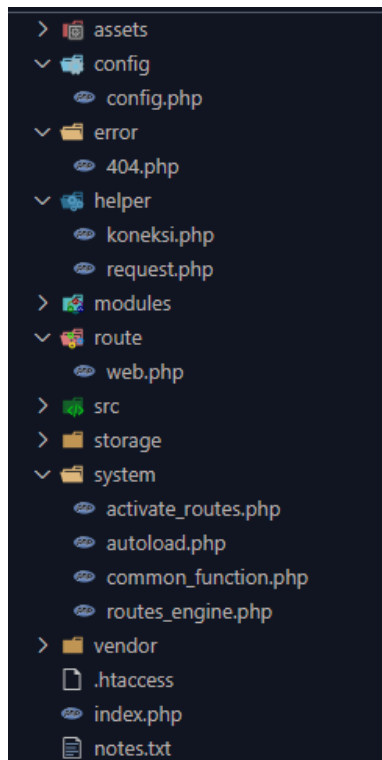 assets
config
config.php
error
404.php
helper
koneksi.php
request.php
modules
route
web.php
src
storage
system
activate_routes.php
autoload.php
common_function.php
routes_engine.php
vendor
.htaccess
index.php
notes.txt